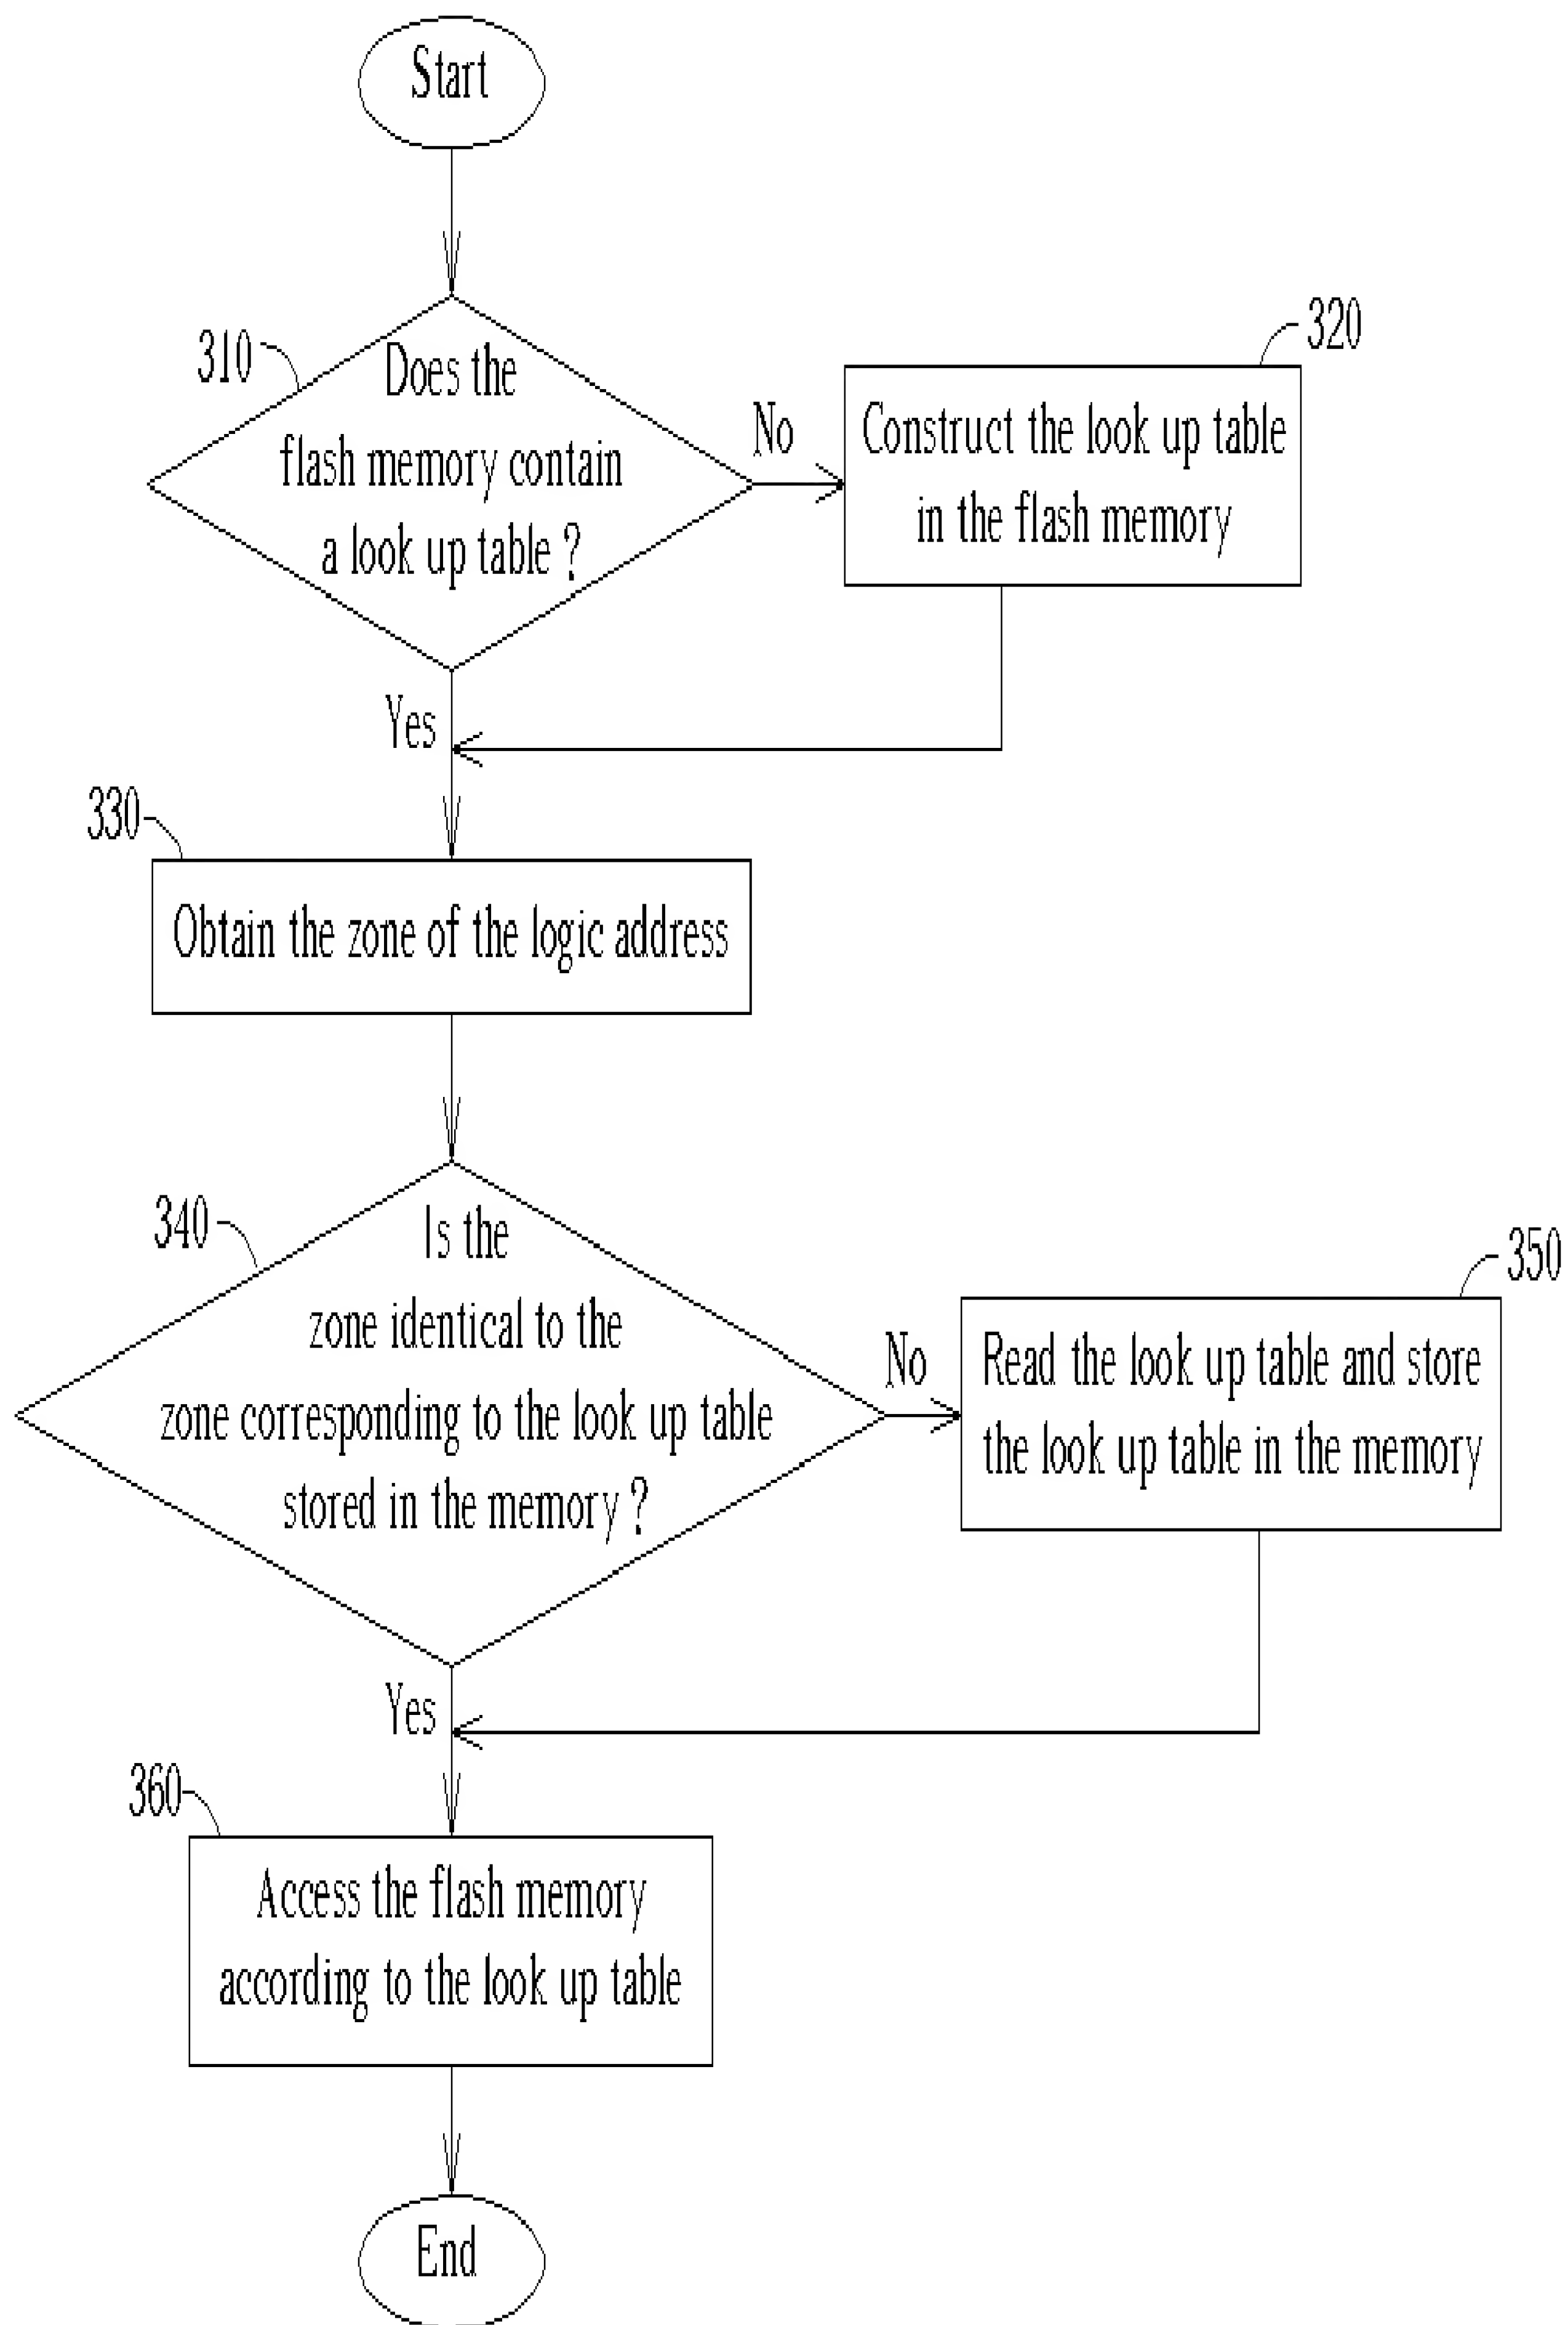 Start
310
Does the
flash memory contain
a look up table ?
No
320
Construct the look up table
in the flash memory
Yes
330
Obtain the zone of the logic address
340
Is the
zone identical to the
zone corresponding to the look up table
stored in the memory ?
No
350
Read the look up table and store
the look up table in the memory
Yes
360
Access the flash memory
according to the look up table
End